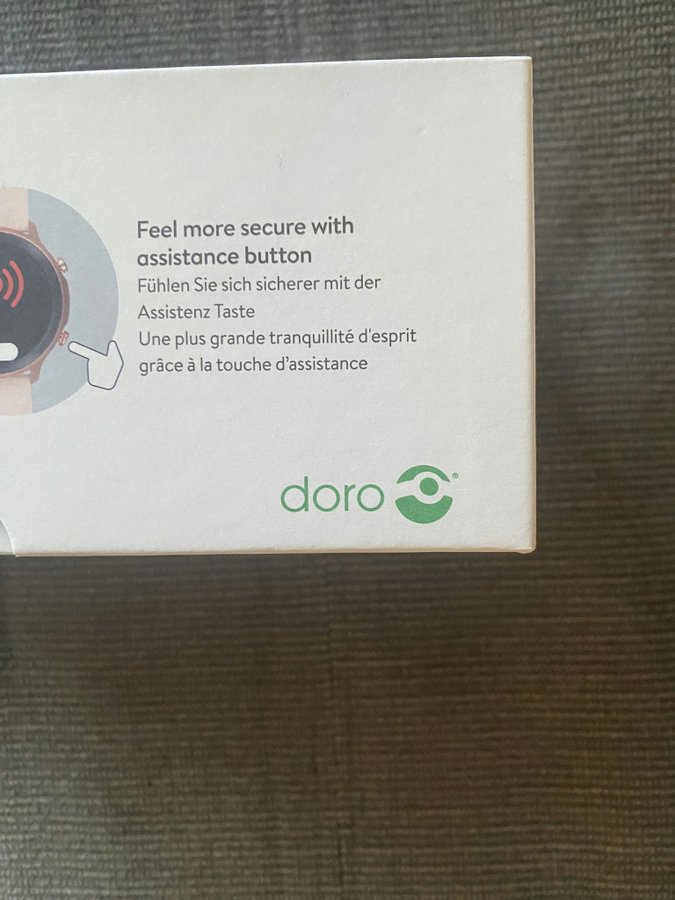 Feel more secure with
assistance button
Fühlen Sie sich sicherer mit der
Assistenz Taste
Une plus grande tranquillité d'esprit
grâce à la touche d’assistance
doro